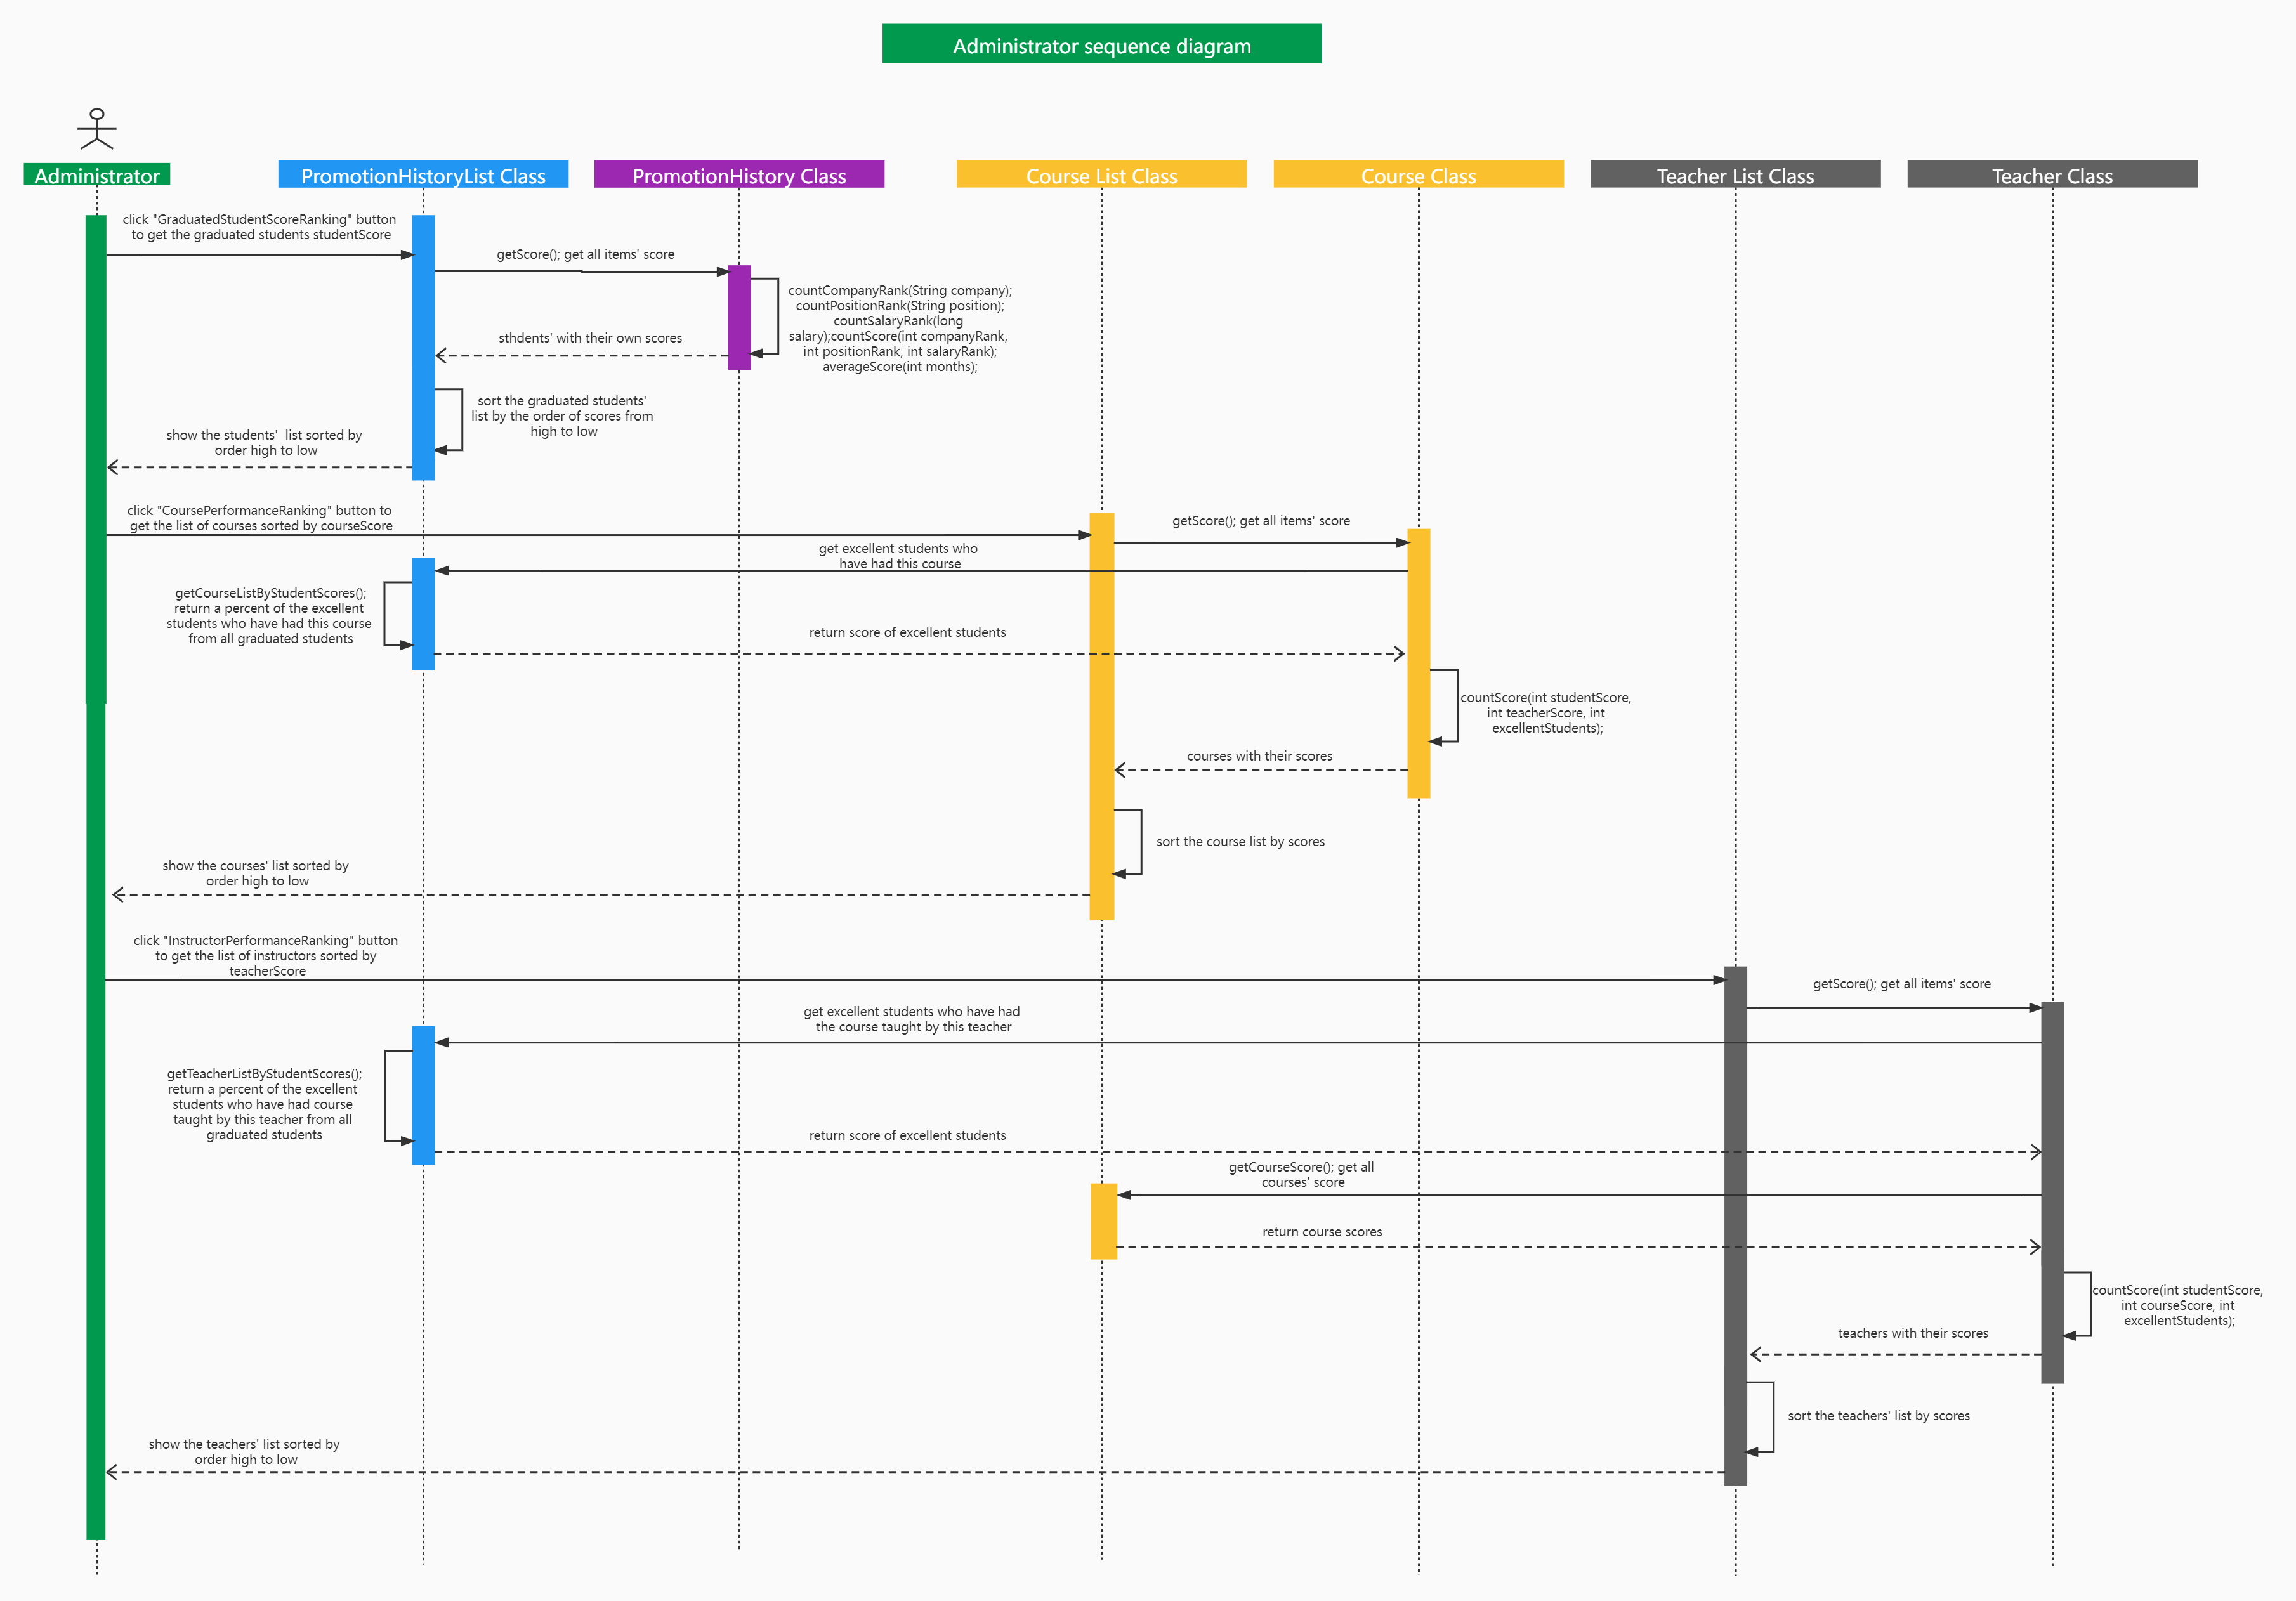 Administrator sequence diagram
Administrator
PromotionHistoryList Class
PromotionHistory Class
Course List Class
Course Class
Teacher List Class
Teacher Class
click "GraduatedStudentScoreRanking" button
to get the graduated students studentScore
getScore(); get all items' score
countCompanyRank(String company);
countPositionRank(String position);
countSalaryRank(long
salary);countScore(int companyRank,
int positionRank, int salaryRank);
averageScore(int months);
sthdents' with their own scores
sort the graduated students'
list by the order of scores from
high to low
show the students' list sorted by
order high to low
click "CoursePerformanceRanking" button to
get the list of courses sorted by courseScore
getScore(); get all items' score
get excellent students who
have had this course
getCourseListByStudentScores();
return a percent of the excellent
students who have had this course
from all graduated students
return score of excellent students
countScore(int studentScore,
int teacherScore, int
excellentStudents);
courses with their scores
sort the course list by scores
show the courses' list sorted by
order high to low
click "InstructorPerformanceRanking" button
to get the list of instructors sorted by
teacherScore
getScore(); get all items' score
get excellent students who have had
the course taught by this teacher
getTeacherListByStudentScores();
return a percent of the excellent
students who have had course
taught by this teacher from all
graduated students
return score of excellent students
getCourseScore(); get all
courses' score
return course scores
countScore(int studentScore,
int courseScore, int
excellentStudents);
teachers with their scores
sort the teachers' list by scores
show the teachers' list sorted by
order high to low